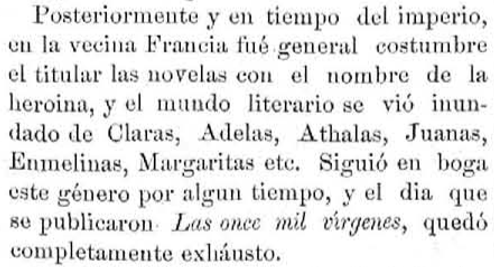 Posteriormente y en tiempo del imperio,
en la vecina Francia fué general costumbre
el titular las novelas con el nombre de la
heroina, y el mundo literario se vió inun-
dado de Claras, Adelas, Athalas, Juanas,
Enmelinas, Margaritas etc. Siguió en boga
este género por algun tiempo, y el dia que
se publicaron Las once mil vírgenes, quedó
completamente exháusto.